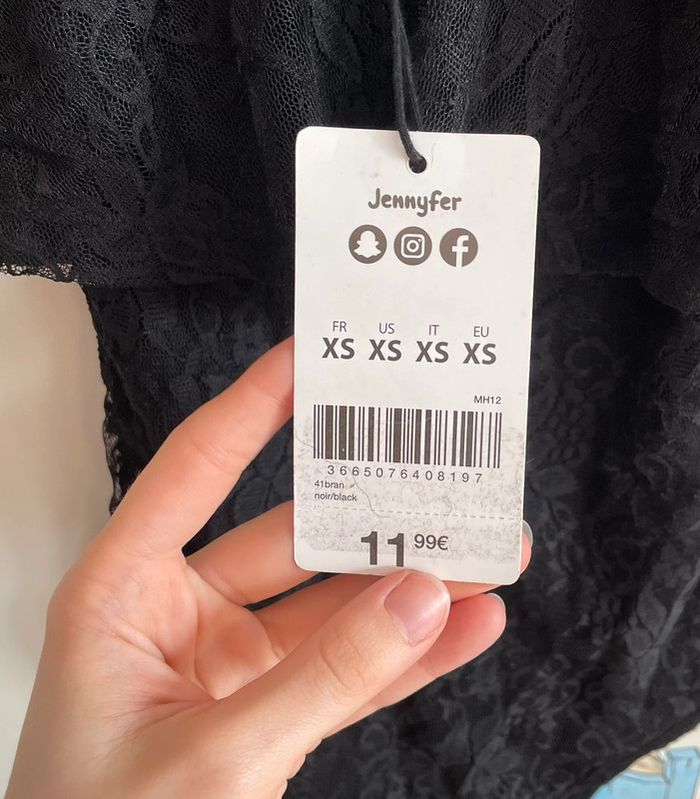 Jennyfer
FR US IT EU
XS XS XS XS
MH12
3665076408197
41bran
noir/black
11 99€